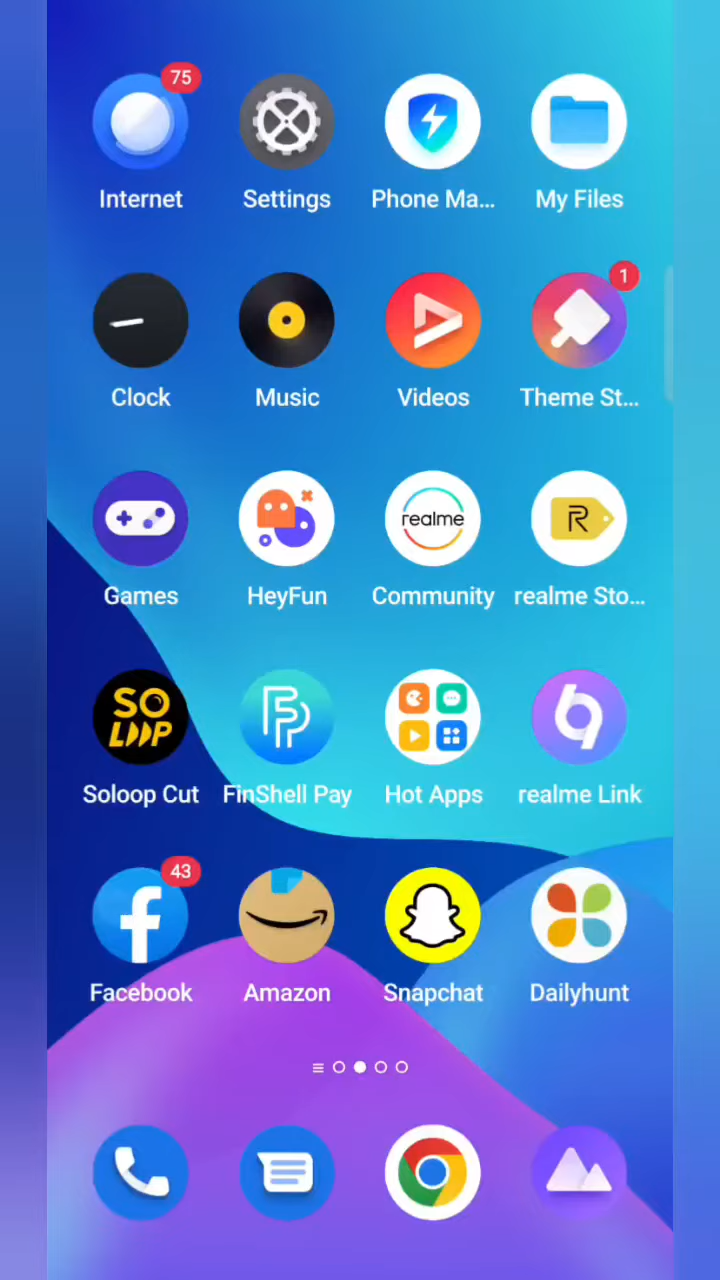 75
Internet
Settings
Phone Ma...
My Files
1
Clock
Music
Videos
Theme St...
realme
R
Games
HeyFun
Community
realme Sto...
SO
LOOP
Soloop Cut
FinShell Pay
Hot Apps
realme Link
43
f
Facebook
Amazon
Snapchat
Dailyhunt